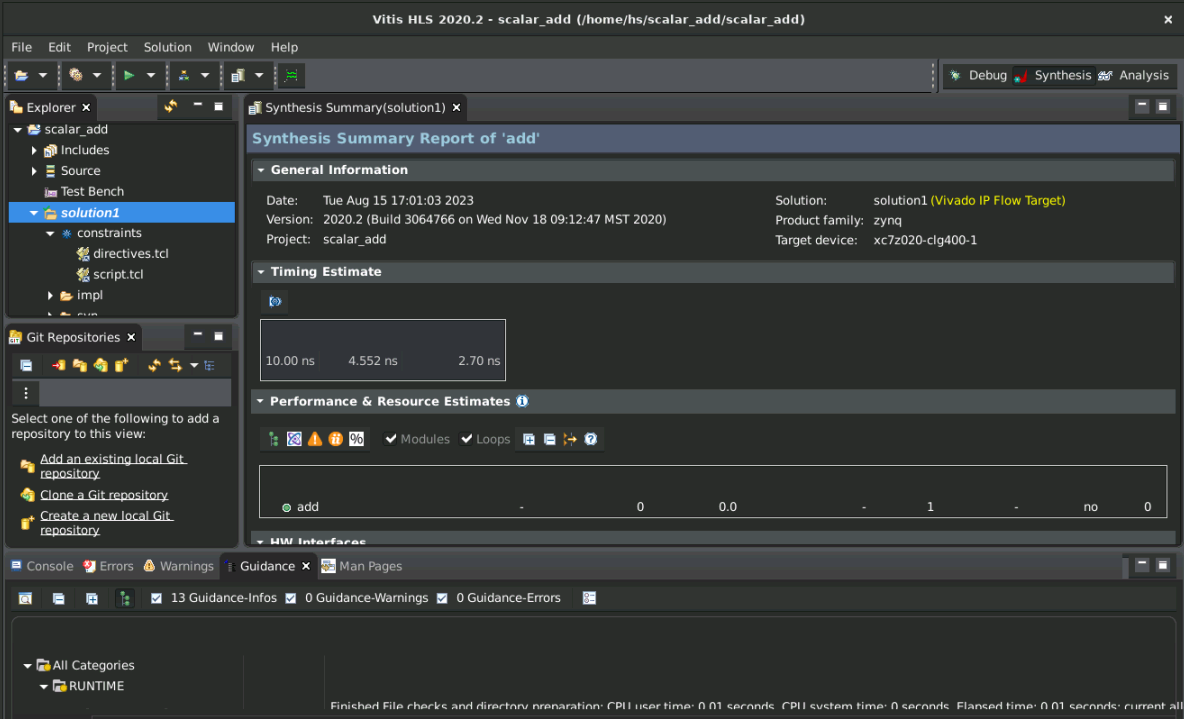 Vitis HLS 2020.2 - scalar_add (/home/hs/scalar_add/scalar_add)
File Edit Project Solution Window Help
Debug Synthesis Analysis
Explorer
scalar_add
Includes
Source
Test Bench
solution1
constraints
directives.tcl
script.tcl
impl
Git Repositories
Select one of the following to add a
repository to this view:
Add an existing local Git
repository
Clone a Git repository
Create a new local Git
repository
Synthesis Summary(solution1)
Synthesis Summary Report of 'add'
General Information
Date: Tue Aug 15 17:01:03 2023
Version: 2020.2 (Build 3064766 on Wed Nov 18 09:12:47 MST 2020)
Project: scalar_add
Solution: solution1 (Vivado IP Flow Target)
Product family: zynq
Target device: xc7z020-clg400-1
Timing Estimate
10.00 ns 4.552 ns 2.70 ns
Performance & Resource Estimates
% Modules Loops
add - 0 0.0 - 1 - no 0
HW Interfaces
Console Errors Warnings Guidance Man Pages
13 Guidance-Infos 0 Guidance-Warnings 0 Guidance-Errors
All Categories
RUNTIME
Finished File checks and directory preparation: CPU user time: 0.01 seconds. CPU system time: 0 seconds. Elapsed time: 0.01 seconds; current all